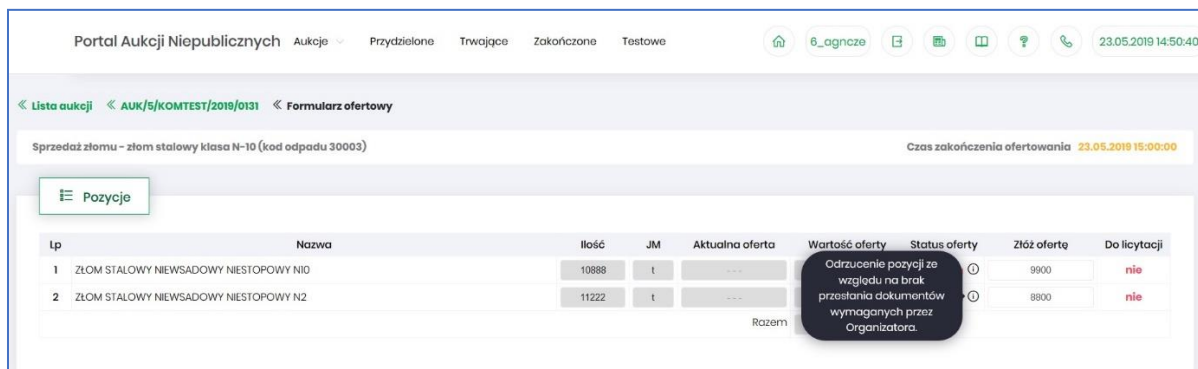 Portal Aukcji Niepublicznych Aukcje Przydzielone Trwające Zakończone Testowe 6_agncze 23.05.2019 14:50:40
Lista aukcji AUK/5/KOMTEST/2019/0131 Formularz ofertowy
Sprzedaż złomu - złom stalowy klasa N-10 (kod odpadu 30003) Czas zakończenia ofertowania 23.05.2019 15:00:00
Pozycje
Lp Nazwa Ilość JM Aktualna oferta Wartość oferty Status oferty Złóż ofertę Do licytacji
1 ZŁOM STALOWY NIEWSADOWY NIESTOPOWY N10 10888 t --- 9900 nie
2 ZŁOM STALOWY NIEWSADOWY NIESTOPOWY N2 11222 t --- 8800 nie
Razem
Odrzucenie pozycji ze
względu na brak
przesłania dokumentów
wymaganych przez
Organizatora.